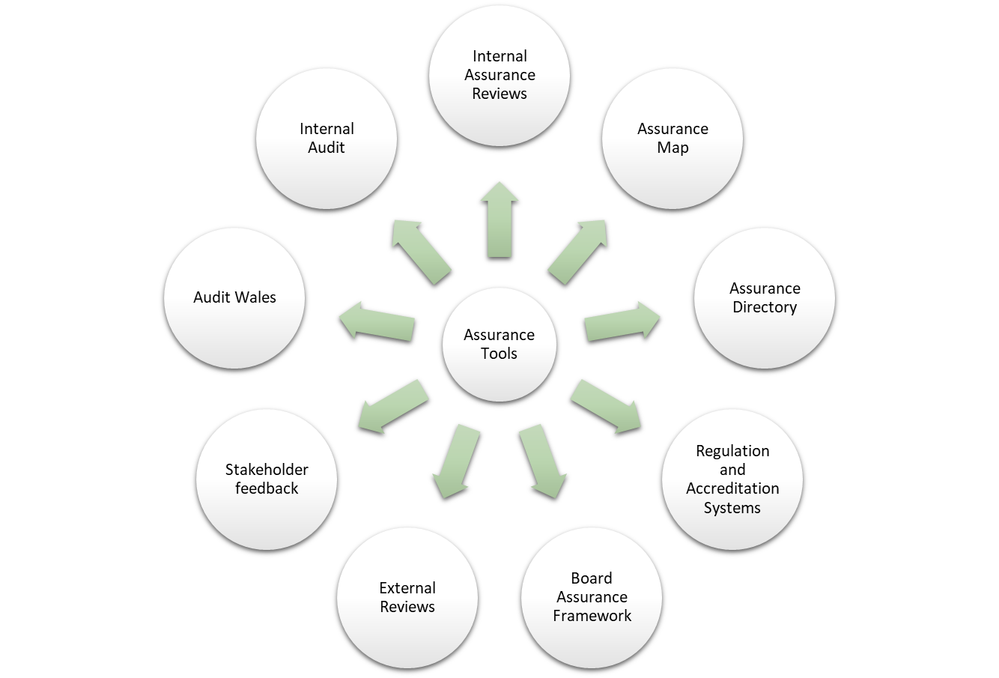 Internal
Assurance
Reviews
Assurance
Map
Assurance
Directory
Regulation
and
Accreditation
Systems
Board
Assurance
Framework
External
Reviews
Stakeholder
feedback
Audit Wales
Internal
Audit
Assurance
Tools